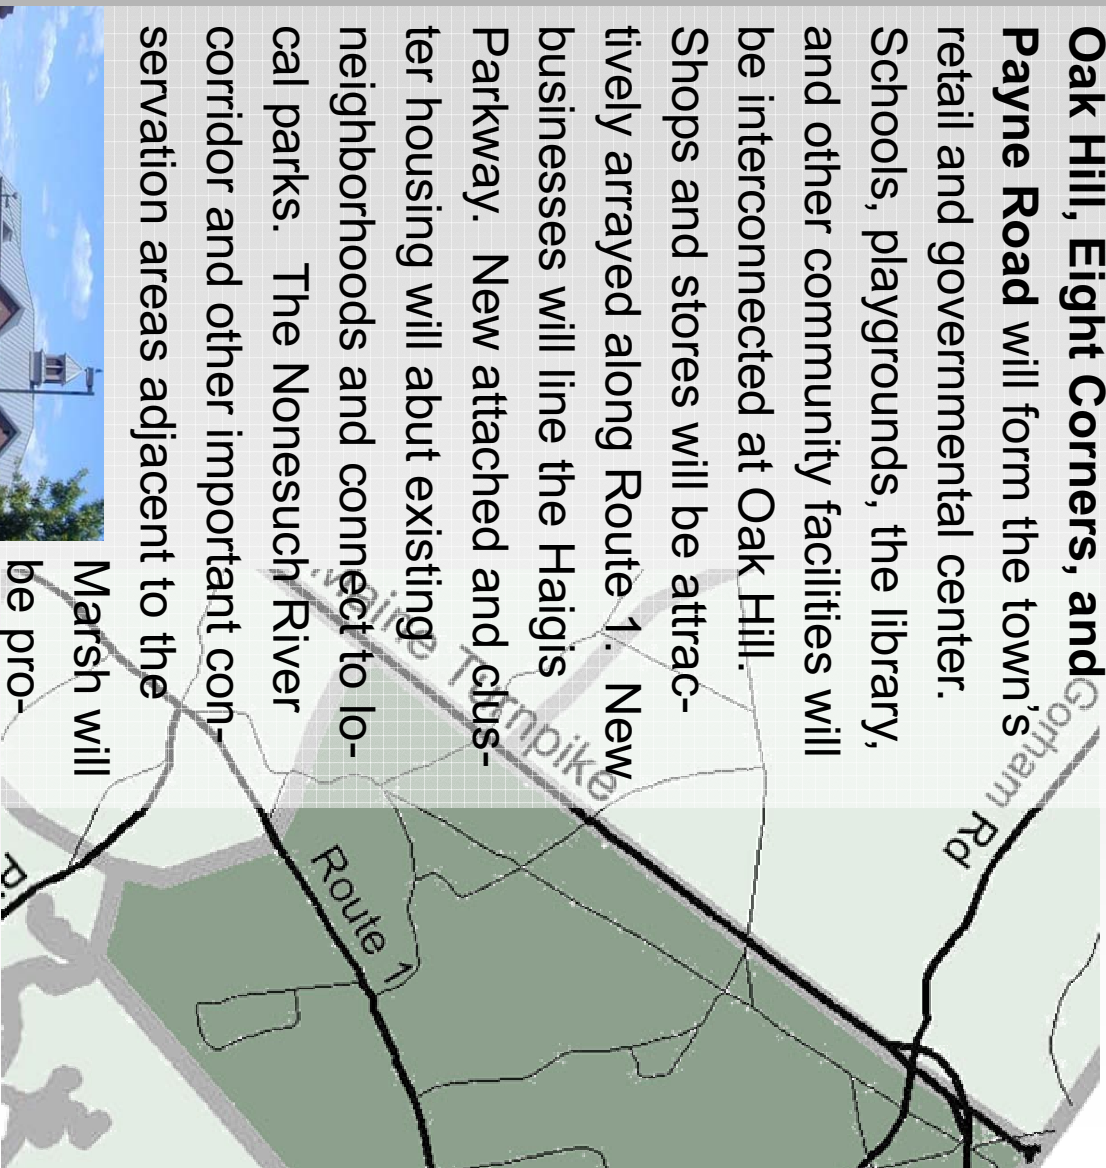 Oak Hill, Eight Corners, and
Payne Road will form the town's
retail and governmental center.
Schools, playgrounds, the library,
and other community facilities will
be interconnected at Oak Hill.
Shops and stores will be attrac-
tively arrayed along Route 1.  New
businesses will line the Haigis
Parkway.  New attached and clus-
ter housing will about existing
neighborhoods and connect to lo-
cal parks.  The Nonesuch River
corridor and other important con-
servation areas adjacent to the
Marsh will
be pro-
Maine Turnpike
Gorham Rd
Route 1